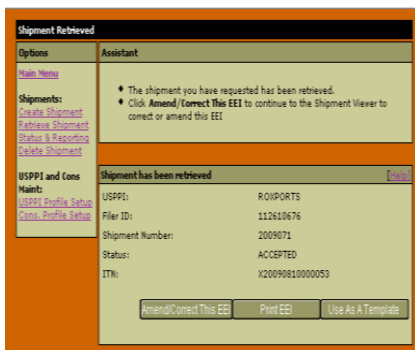 Shipment Retrieved
Options
Main Menu
Shipments:
Create Shipment
Retrieve Shipment
Status & Reporting
Delete Shipment
USPPI and Cons
Maint:
USPPI Profile Setup
Cons. Profile Setup
Assistant
The shipment you have requested has been retrieved.
Click Amend/Correct This EEI to continue to the Shipment Viewer to
correct or amend this EEI
Shipment has been retrieved [Help]
USPPI: ROXPORTS
Filer ID: 112610676
Shipment Number: 2009071
Status: ACCEPTED
ITN: X20090810000053
Amend/Correct This EEI Print EEI Use As A Template